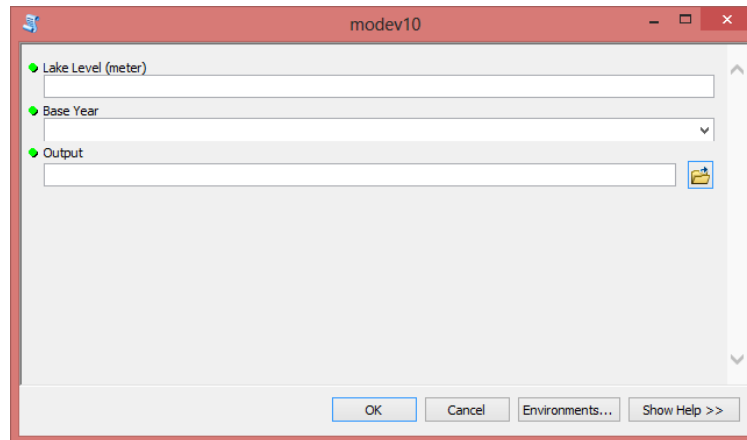 modev10
Lake Level (meter)
Base Year
Output
OK Cancel Environments... Show Help >>